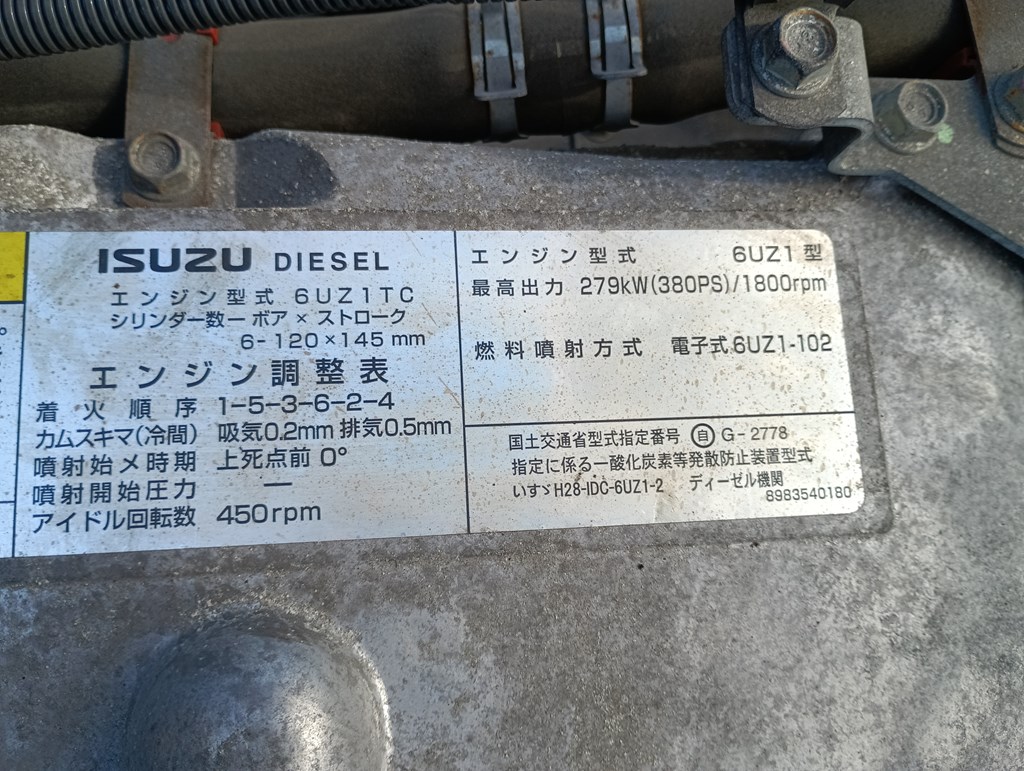 ISUZU DIESEL
エンジン型式 6UZ1TC
シリンダー数ー ボア × ストローク
6-120×145mm
エンジン調整表
着火順序 1-5-3-6-2-4
カムスキマ(冷間) 吸気0.2mm 排気0.5mm
噴射始メ時期 上死点前 0°
噴射開始圧力 ー
アイドル回転数 450rpm
エンジン型式 6UZ1型
最高出力 279kW(380PS)/1800rpm
燃料噴射方式 電子式6UZ1-102
国土交通省型式指定番号 ㊀自 G-2778
指定に係る一酸化炭素等発散防止装置型式
いすゞH28-IDC-6UZ1-2 ディーゼル機関
8983540180